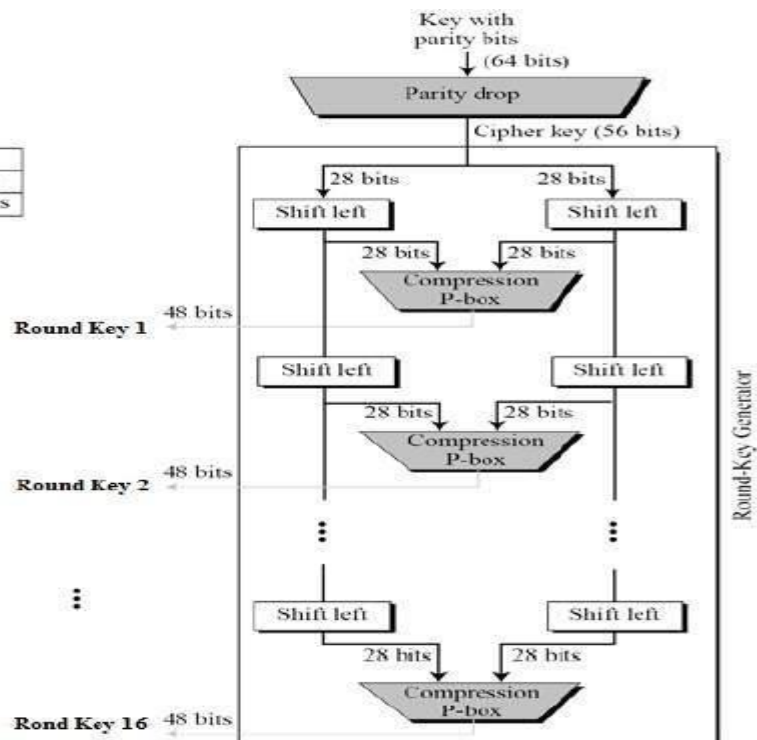 Key with
parity bits
(64 bits)
Parity drop
Cipher key (56 bits)
s
28 bits
28 bits
Shift left
Shift left
28 bits
28 bits
Compression
P-box
48 bits
Round Key 1
Shift left
Shift left
28 bits
28 bits
Compression
P-box
48 bits
Round Key 2
Round-Key Generator
Shift left
Shift left
28 bits
28 bits
Compression
P-box
48 bits
Rond Key 16